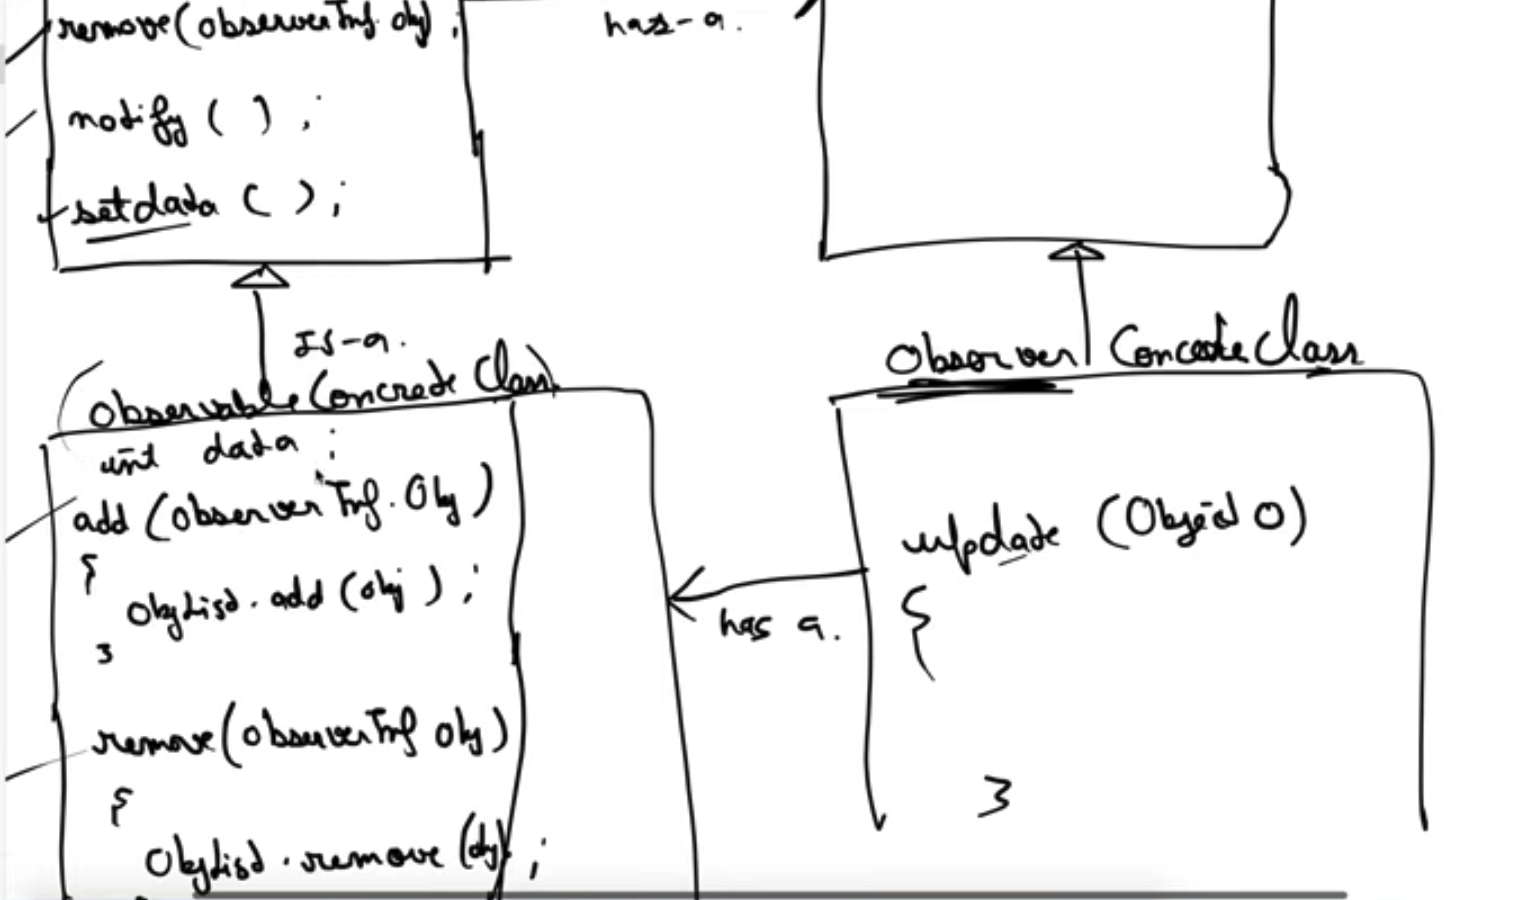 remove(observerInf. obj);
has-a.
notify ( ) ;
setdata ( ) ;
Is-a.
(Observable Concrete Class)
int data ;
add (observerInf. Obj)
{
ObjList. add (obj ) ;
}
remove(observerInf obj)
{
ObjList . remove (obj) ;
Observer Concrete Class
update (Object O)
{
has a.
}